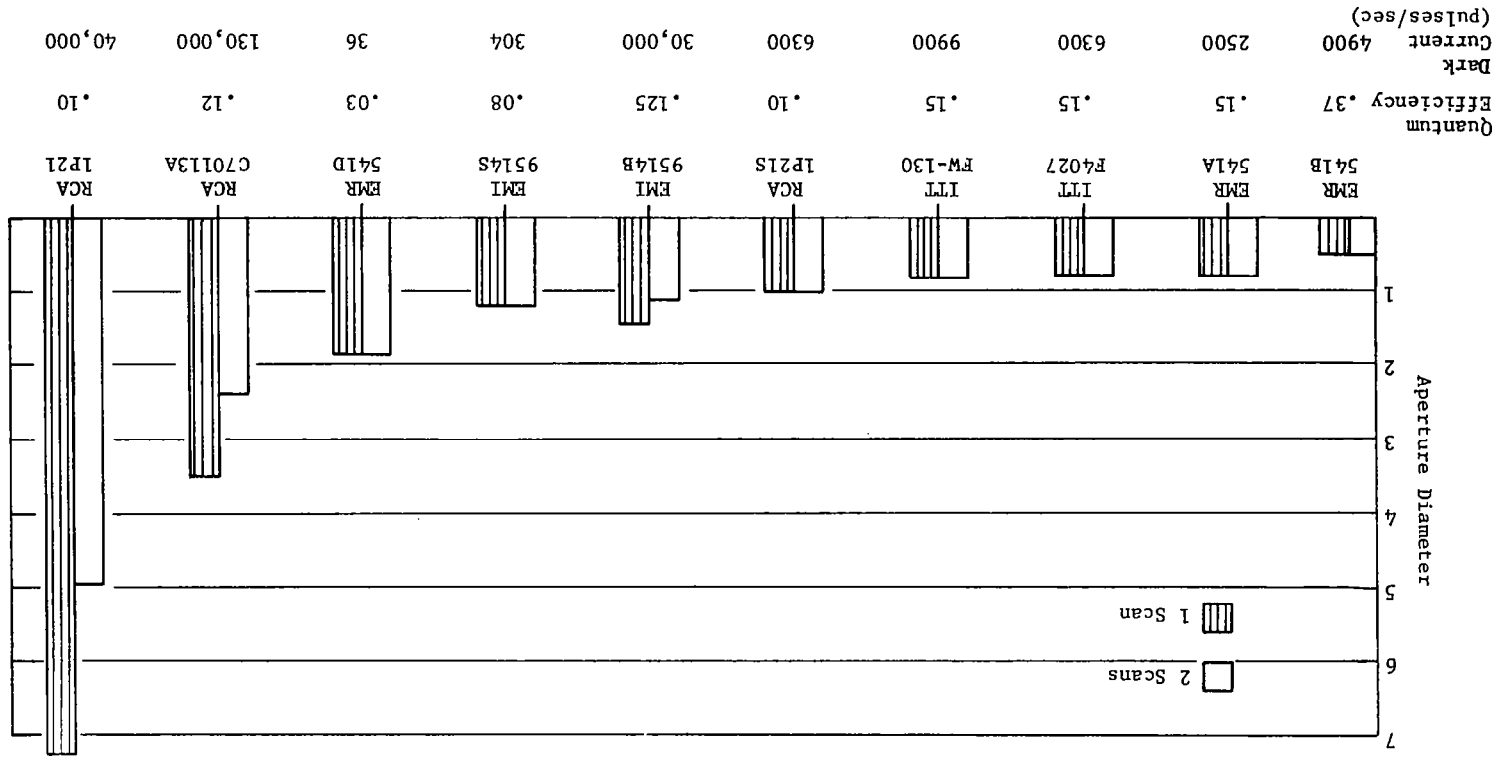 7
2 Scans
6
1 Scan
5
4
3
2
1
Aperture Diameter
EMR EMR ITT ITT RCA EMI EMI EMR RCA RCA
541B 541A F4027 FW-130 1P21S 9514B 9514S 541D C70113A 1P21
Quantum
Efficiency .37 .15 .15 .15 .10 .125 .08 .03 .12 .10
Dark
Current 4900 2500 6300 9900 6300 30,000 304 36 130,000 40,000
(pulses/sec)